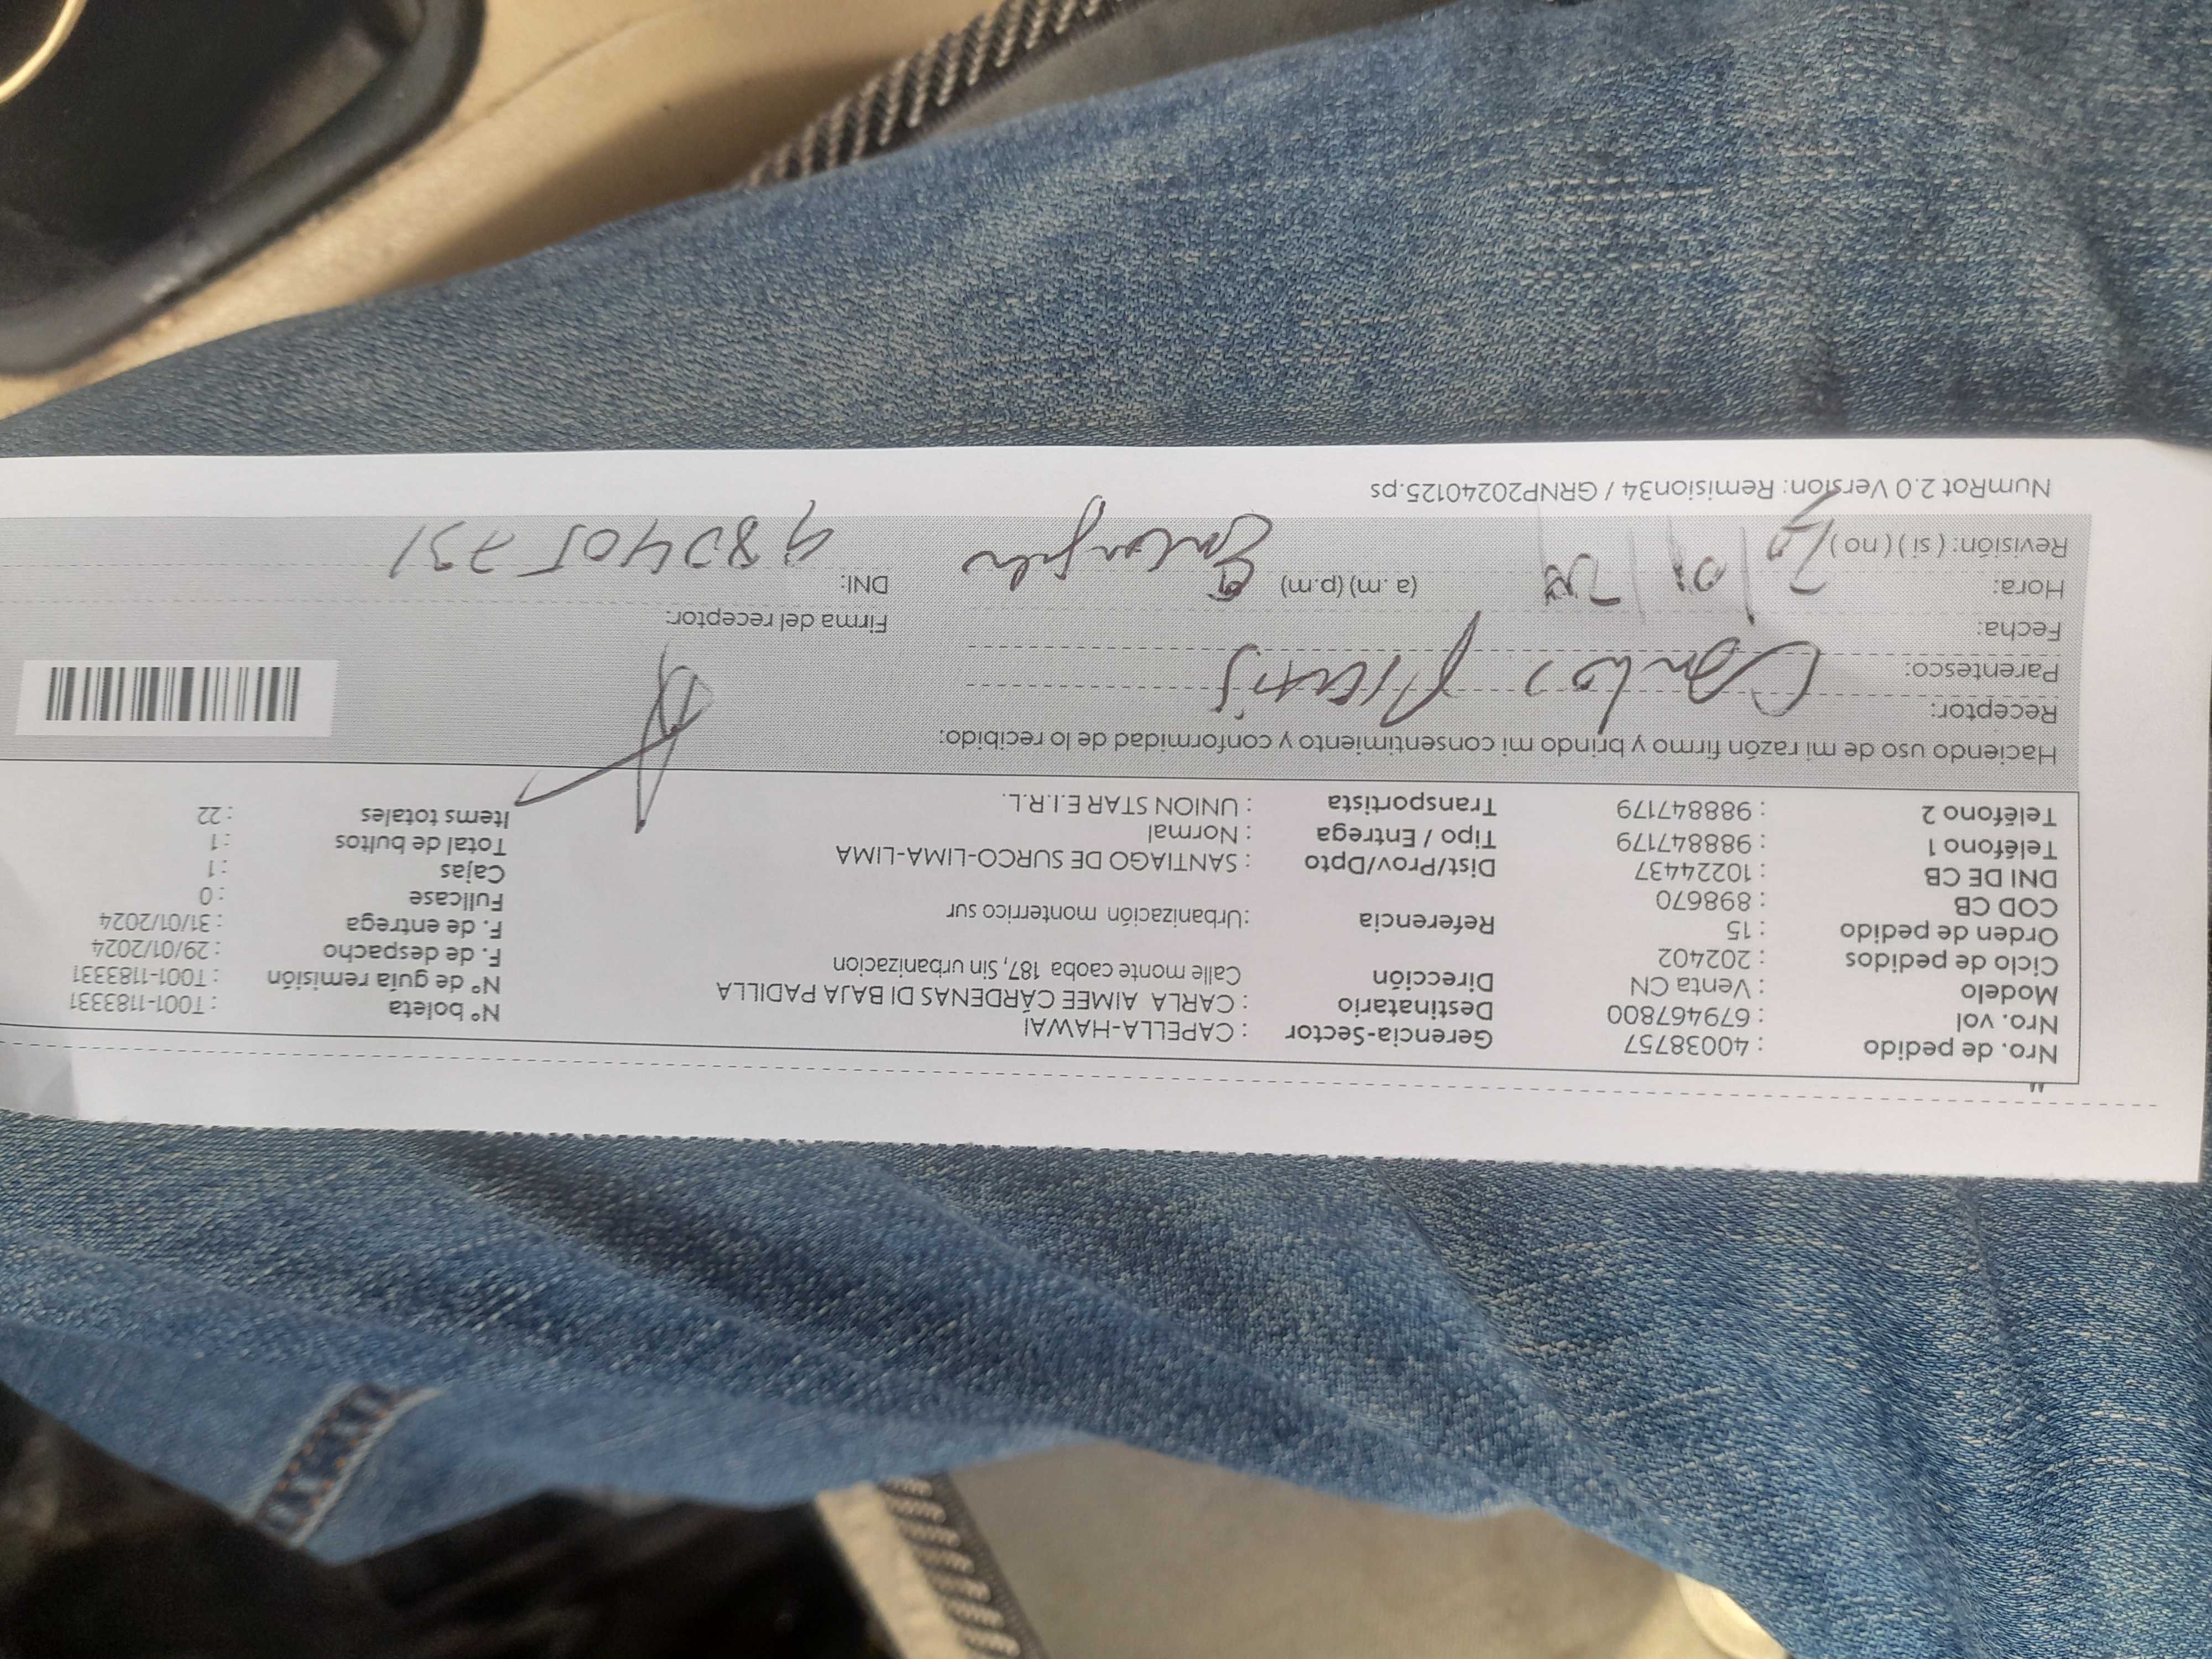 "
Nro. de pedido : 40038757 Gerencia-Sector : CAPELLA-HAWAI Nº boleta : T001-1183331
Nro. vol : 679467800 Destinatario : CARLA AIMEE CÁRDENAS DI BAJA PADILLA Nº de guía remisión : T001-1183331
Modelo : Venta CN Dirección Calle monte caoba 187, Sin urbanizacion F. de despacho : 29/01/2024
Ciclo de pedidos : 202402 F. de entrega : 31/01/2024
Orden de pedido : 15 Referencia :Urbanización monterrico sur Fullcase : 0
COD CB : 898670 Cajas : 1
DNI DE CB : 10224437 Dist/Prov/Dpto : SANTIAGO DE SURCO-LIMA-LIMA Total de bultos : 1
Teléfono 1 : 988847179 Tipo / Entrega : Normal Items totales : 22
Teléfono 2 : 988847179 Transportista : UNION STAR E.I.R.L.
Haciendo uso de mi razón firmo y brindo mi consentimiento y conformidad de lo recibido:
Receptor: Carlos
Parentesco:
Fecha: Firma del receptor:
Hora: (a. m) (p.m) DNI:
Revisión: ( si ) ( no )
NumRot 2.0 Version: Remision34 / GRNP20240125.ps